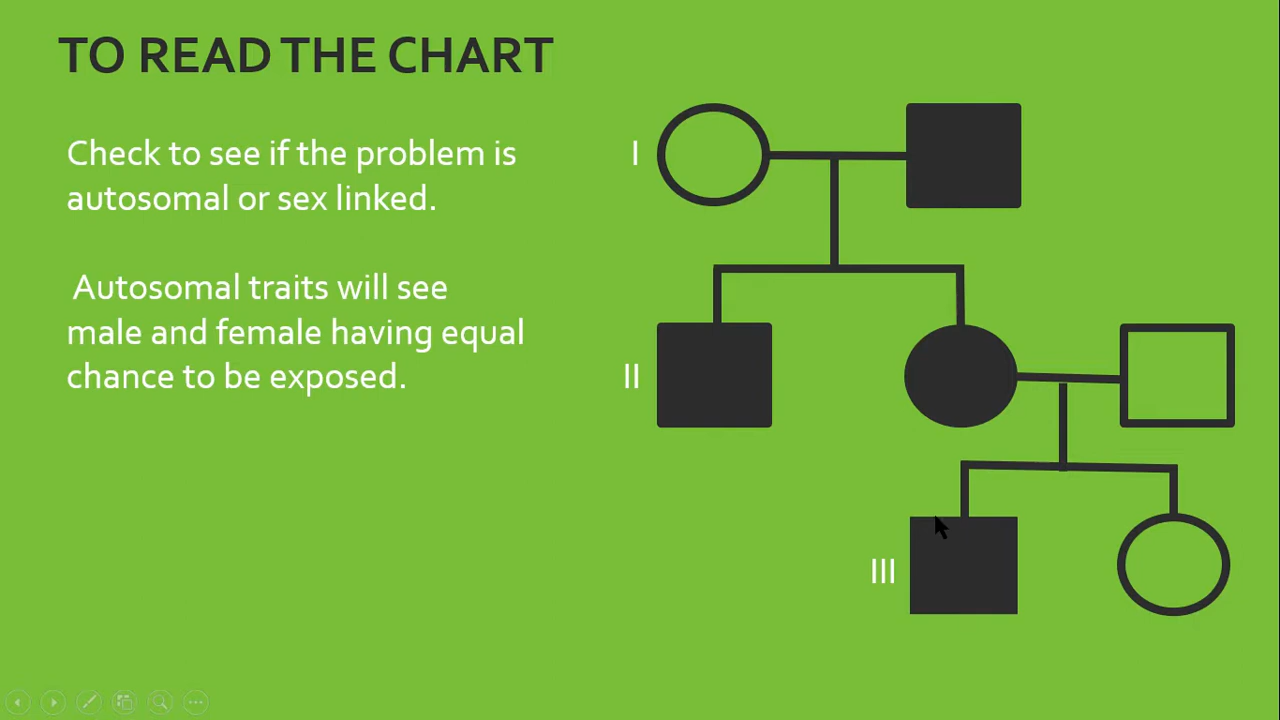 TO READ THE CHART
Check to see if the problem is
autosomal or sex linked.
Autosomal traits will see
male and female having equal
chance to be exposed.
I
II
III